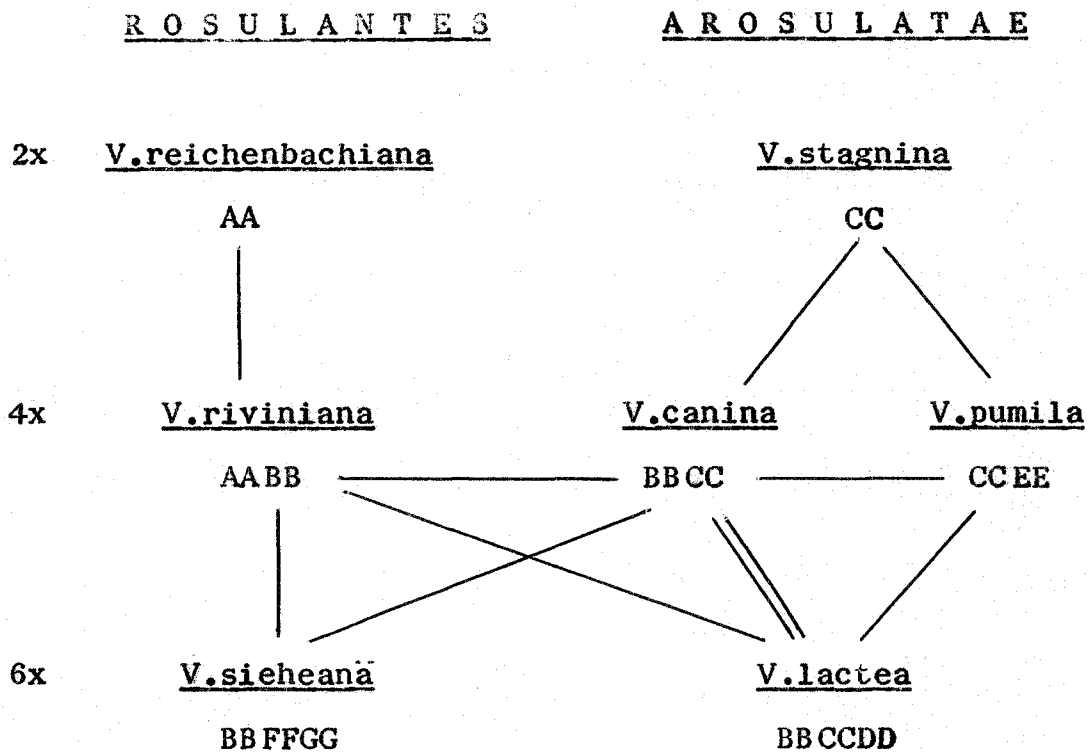 ROSULANTES AROSULATAE
2x V.reichenbachiana V.stagnina
AA CC
4x V.riviniana V.canina V.pumila
AABB BBCC CCEE
6x V.sieheana V.lactea
BBFFGG BBCCDD